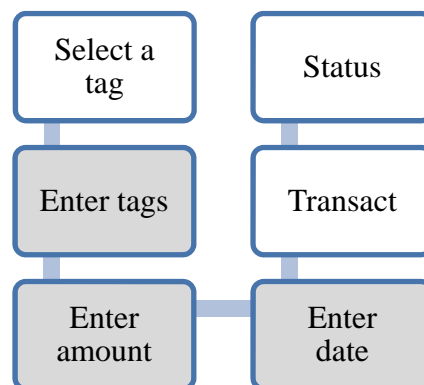 Select a
tag
Enter tags
Enter
amount
Enter
date
Transact
Status